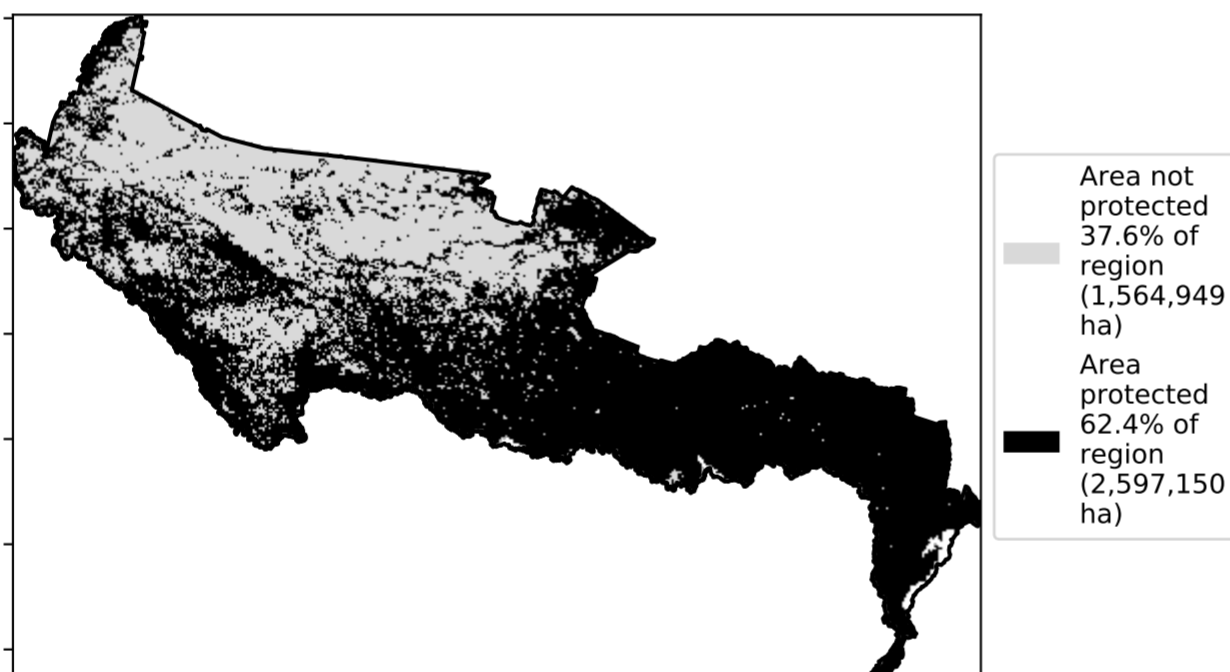 Area not
protected
37.6% of
region
(1,564,949
ha)
Area
protected
62.4% of
region
(2,597,150
ha)